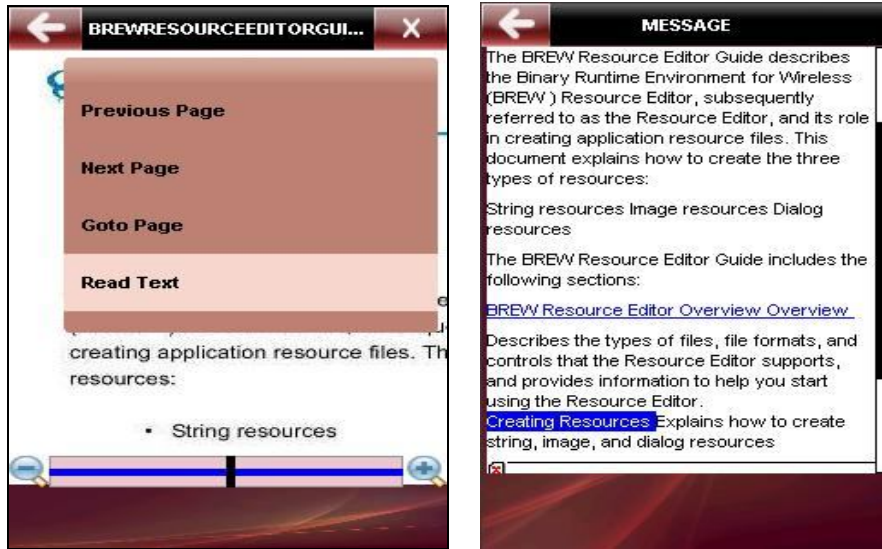 BREWRESOURCEEDITORGUI...
X
Previous Page
Next Page
Goto Page
Read Text
creating application resource files. Th
resources:
• String resources
MESSAGE
The BREW Resource Editor Guide describes
the Binary Runtime Environment for Wireless
(BREW ) Resource Editor, subsequently
referred to as the Resource Editor, and its role
in creating application resource files. This
document explains how to create the three
types of resources:
String resources Image resources Dialog
resources
The BREW Resource Editor Guide includes the
following sections:
BREW Resource Editor Overview Overview
Describes the types of files, file formats, and
controls that the Resource Editor supports,
and provides information to help you start
using the Resource Editor.
Creating Resources Explains how to create
string, image, and dialog resources